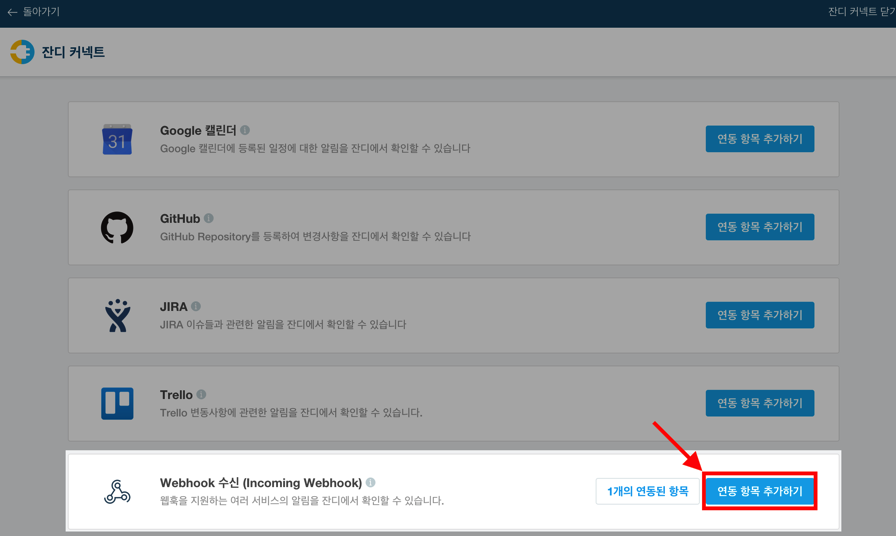 ← 돌아가기
잔디 커넥트 닫기
잔디 커넥트
31
Google 캘린더
Google 캘린더에 등록된 일정에 대한 알림을 잔디에서 확인할 수 있습니다
연동 항목 추가하기
GitHub
GitHub Repository를 등록하여 변경사항을 잔디에서 확인할 수 있습니다
연동 항목 추가하기
JIRA
JIRA 이슈들과 관련한 알림을 잔디에서 확인할 수 있습니다
연동 항목 추가하기
Trello
Trello 변동사항에 관련한 알림을 잔디에서 확인할 수 있습니다.
연동 항목 추가하기
Webhook 수신 (Incoming Webhook)
웹훅을 지원하는 여러 서비스의 알림을 잔디에서 확인할 수 있습니다.
1개의 연동된 항목
연동 항목 추가하기